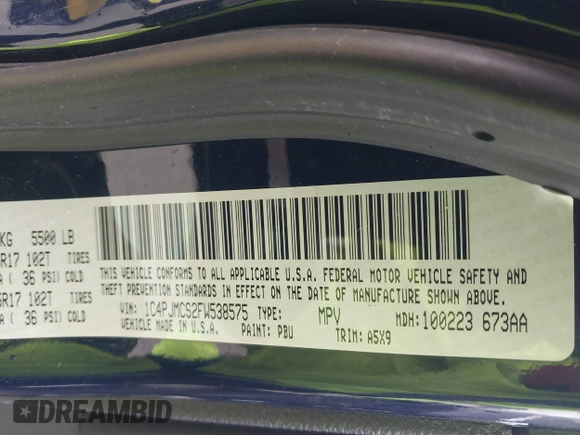 KG 5500 LB
R17 102T TIRES
(36 PSI) COLD
5R17 102T TIRES
(36 PSI) COLD
THIS VEHICLE CONFORMS TO ALL APPLICABLE U.S.A. FEDERAL MOTOR VEHICLE SAFETY AND
THEFT PREVENTION STANDARDS IN EFFECT ON THE DATE OF MANUFACTURE SHOWN ABOVE.
VIN: 1C4PJMCS2FW538575 TYPE: MPV MDH: 100223 673AA
VEHICLE MADE IN U.S.A. PAINT: PBU TRIM: A5X9
DREAMBID